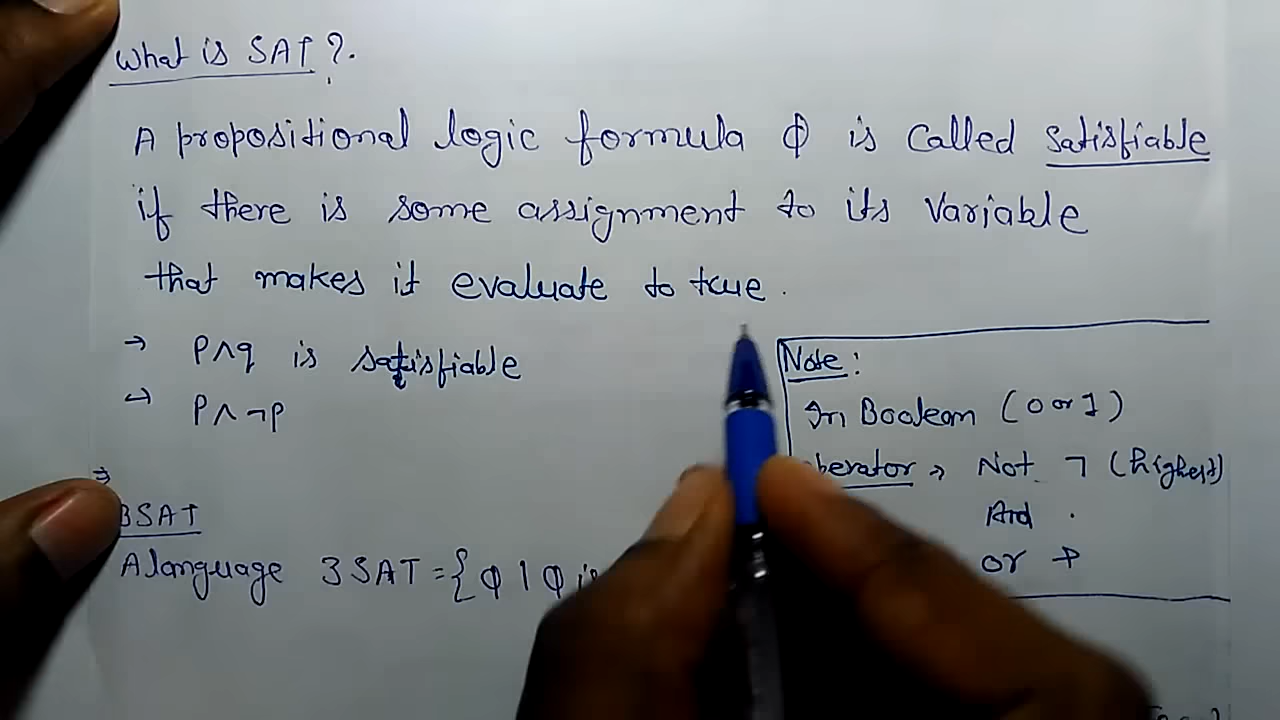 What is SAT?.
A propositional logic formula φ is called satisfiable
if there is some assignment to its variable
that makes it evaluate to true.
→ P∧q is satisfiable
→ P∧¬P
Note:
In Boolean (0 or 1)
→ Not ¬ (highest)
And .
or +
⇒
3SAT
A language 3SAT = { φ | φ is